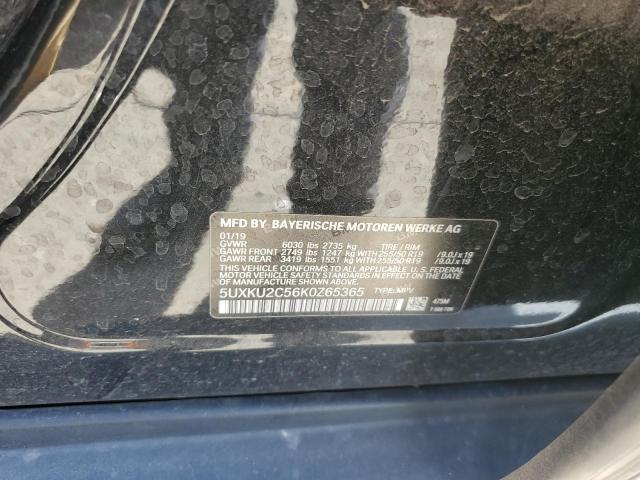 MFD BY BAYERISCHE MOTOREN WERKE AG
01/19
GVWR 6030 lbs 2735 kg TIRE / RIM
GAWR FRONT 2749 lbs 1247 kg WITH 255/50 R19 /9.0J x 19
GAWR REAR 3419 lbs 1551 kg WITH 255/50 R19 /9.0J x 19
THIS VEHICLE CONFORMS TO ALL APPLICABLE U. S. FEDERAL
MOTOR VEHICLE SAFETY STANDARDS IN EFFECT ON THE DATE OF
MANUFACTURE SHOWN ABOVE.
5UXKU2C56K0Z65365 TYPE: MPV
475M